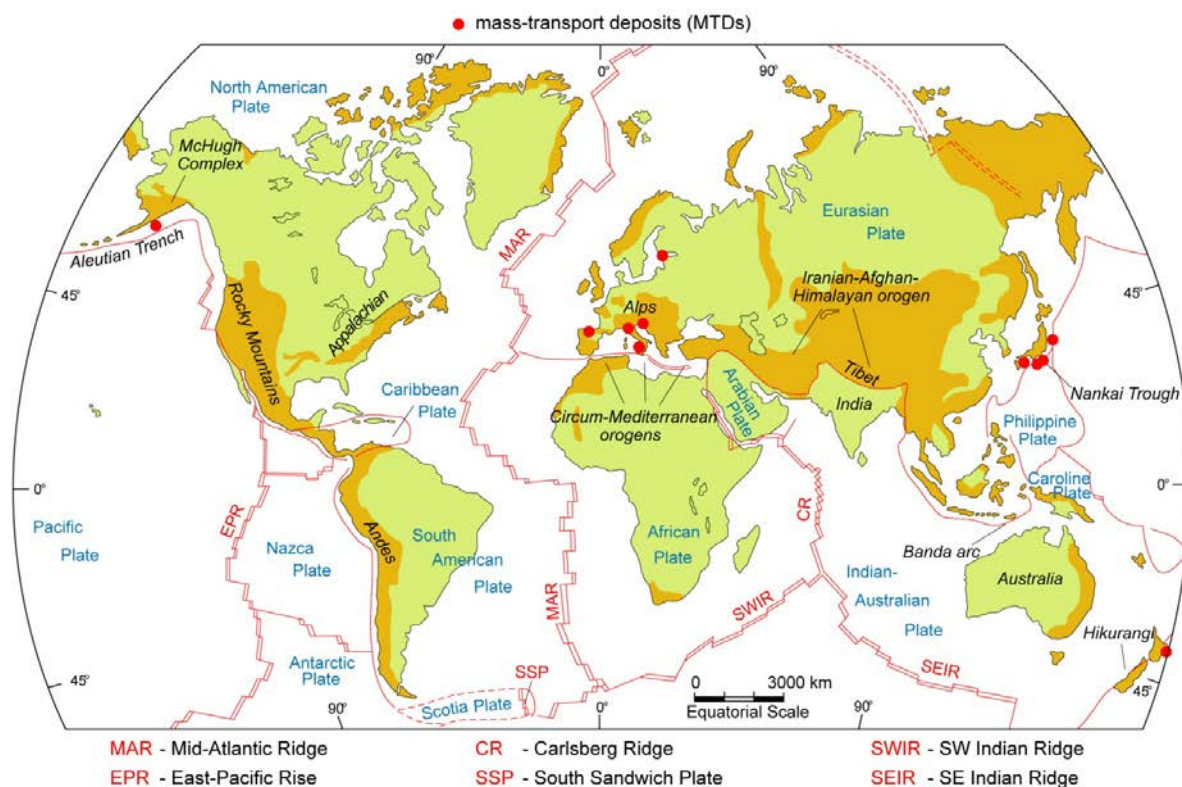 mass-transport deposits (MTDs)
90°
0°
90°
North American
Plate
McHugh
Complex
Aleutian Trench
45°
Rocky Mountains
Appalachian
MAR
Eurasian
Plate
Iranian-Afghan-
Himalayan orogen
45°
Alps
Tibet
Nankai Trough
Caribbean
Plate
Circum-Mediterranean
orogens
Arabian
Plate
India
Philippine
Plate
Caroline
Plate
0°
0°
Pacific
Plate
EPR
Nazca
Plate
Andes
South
American
Plate
MAR
African
Plate
CR
Banda arc
Indian-
Australian
Plate
Australia
SWIR
Hikurangi
Antarctic
Plate
SSP
SEIR
45°
45°
Scotia Plate
0 3000 km
Equatorial Scale
90°
0°
90°
MAR - Mid-Atlantic Ridge
CR - Carlsberg Ridge
SWIR - SW Indian Ridge
EPR - East-Pacific Rise
SSP - South Sandwich Plate
SEIR - SE Indian Ridge